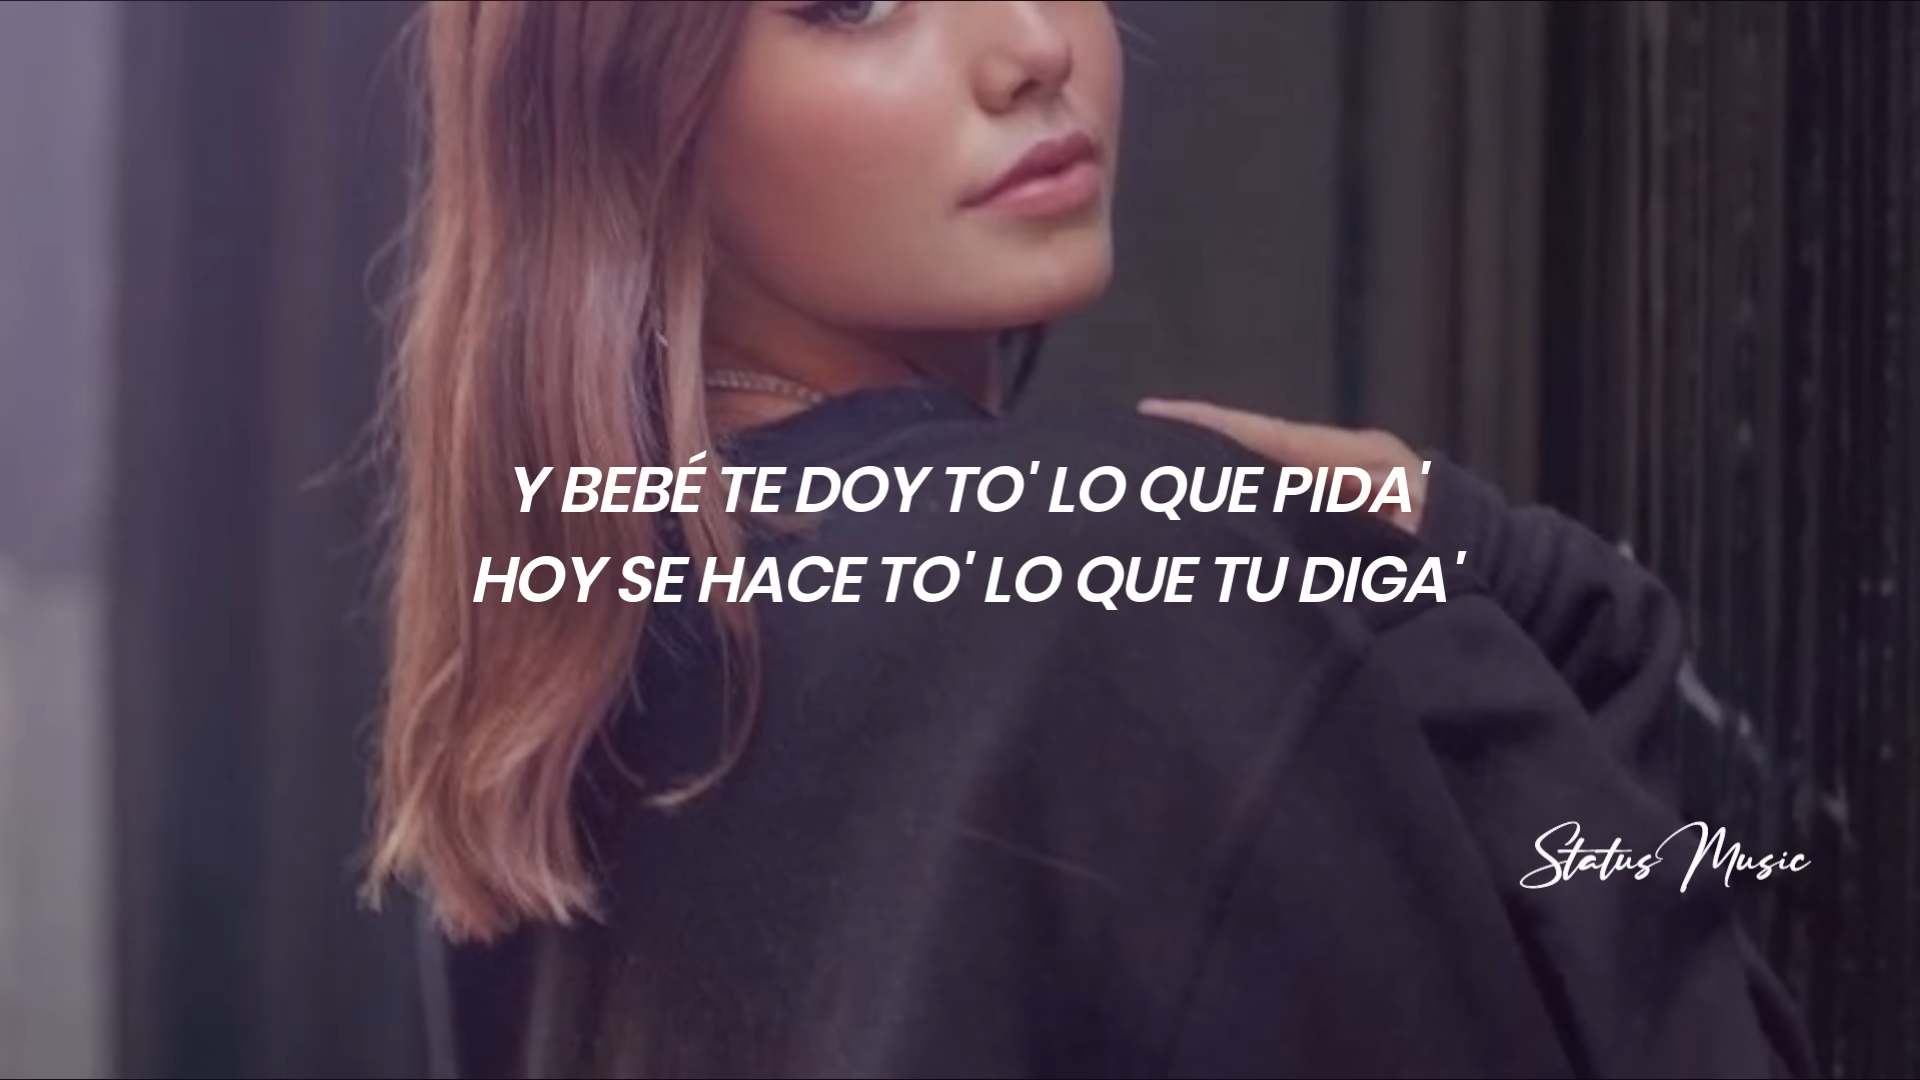 Y BEBÉ TE DOY TO' LO QUE PIDA'
HOY SE HACE TO' LO QUE TU DIGA'
Status Music